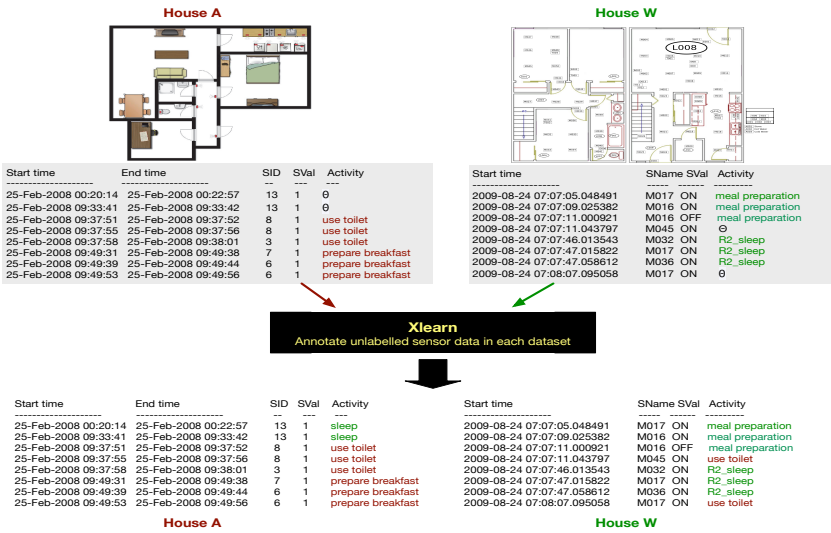 House A
House W
L008
Start time End time SID SVal Activity
-------------------- -------------------- -- --- ---
25-Feb-2008 00:20:14 25-Feb-2008 00:22:57 13 1 Θ
25-Feb-2008 09:33:41 25-Feb-2008 09:33:42 13 1 Θ
25-Feb-2008 09:37:51 25-Feb-2008 09:37:52 8 1 use toilet
25-Feb-2008 09:37:55 25-Feb-2008 09:37:56 8 1 use toilet
25-Feb-2008 09:37:58 25-Feb-2008 09:38:01 3 1 use toilet
25-Feb-2008 09:49:31 25-Feb-2008 09:49:38 7 1 prepare breakfast
25-Feb-2008 09:49:39 25-Feb-2008 09:49:44 6 1 prepare breakfast
25-Feb-2008 09:49:53 25-Feb-2008 09:49:56 6 1 prepare breakfast
Start time SName SVal Activity
----------------------- ----- ------ ---------
2009-08-24 07:07:05.048491 M017 ON meal preparation
2009-08-24 07:07:09.025382 M016 ON meal preparation
2009-08-24 07:07:11.000921 M016 OFF meal preparation
2009-08-24 07:07:11.043797 M045 ON Θ
2009-08-24 07:07:46.013543 M032 ON R2_sleep
2009-08-24 07:07:47.015822 M017 ON R2_sleep
2009-08-24 07:07:47.058612 M036 ON R2_sleep
2009-08-24 07:08:07.095058 M017 ON Θ
Xlearn
Annotate unlabelled sensor data in each dataset
Start time End time SID SVal Activity
-------------------- -------------------- -- --- ---
25-Feb-2008 00:20:14 25-Feb-2008 00:22:57 13 1 sleep
25-Feb-2008 09:33:41 25-Feb-2008 09:33:42 13 1 sleep
25-Feb-2008 09:37:51 25-Feb-2008 09:37:52 8 1 use toilet
25-Feb-2008 09:37:55 25-Feb-2008 09:37:56 8 1 use toilet
25-Feb-2008 09:37:58 25-Feb-2008 09:38:01 3 1 use toilet
25-Feb-2008 09:49:31 25-Feb-2008 09:49:38 7 1 prepare breakfast
25-Feb-2008 09:49:39 25-Feb-2008 09:49:44 6 1 prepare breakfast
25-Feb-2008 09:49:53 25-Feb-2008 09:49:56 6 1 prepare breakfast
House A
Start time SName SVal Activity
----------------------- ----- ------ ---------
2009-08-24 07:07:05.048491 M017 ON meal preparation
2009-08-24 07:07:09.025382 M016 ON meal preparation
2009-08-24 07:07:11.000921 M016 OFF meal preparation
2009-08-24 07:07:11.043797 M045 ON use toilet
2009-08-24 07:07:46.013543 M032 ON R2_sleep
2009-08-24 07:07:47.015822 M017 ON R2_sleep
2009-08-24 07:07:47.058612 M036 ON R2_sleep
2009-08-24 07:08:07.095058 M017 ON use toilet
House W